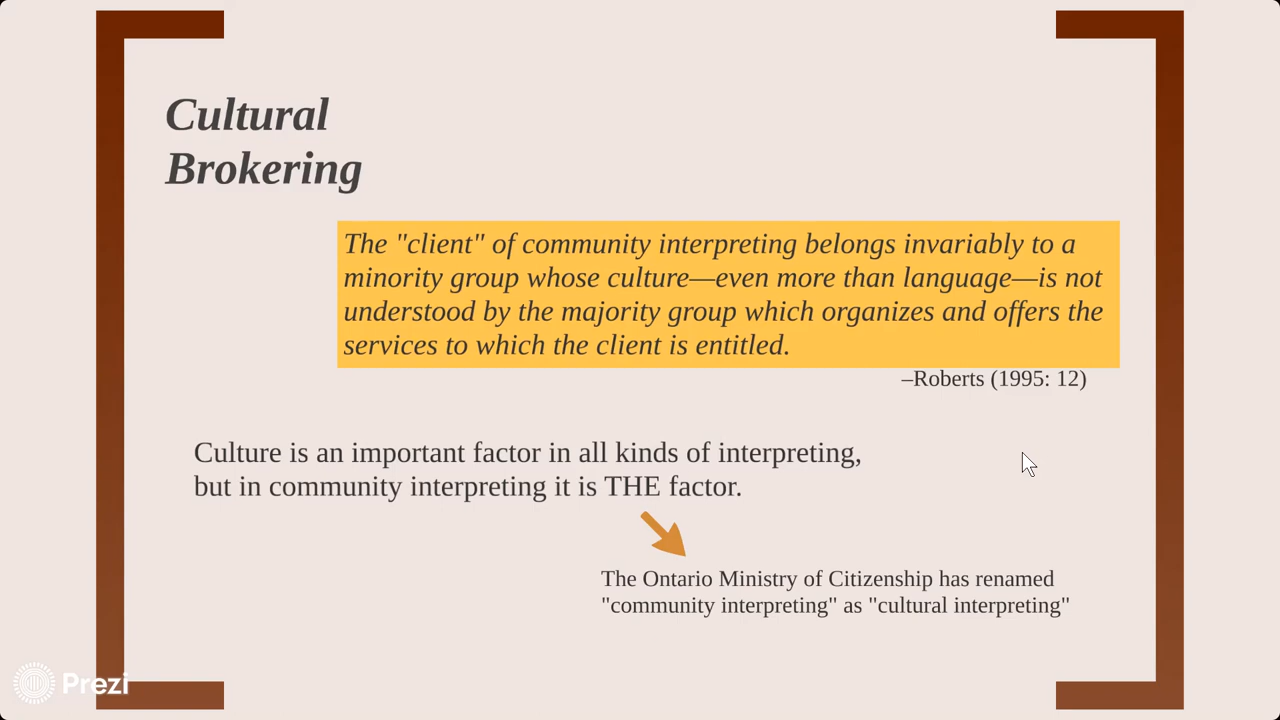 Cultural
Brokering
The "client" of community interpreting belongs invariably to a
minority group whose culture—even more than language—is not
understood by the majority group which organizes and offers the
services to which the client is entitled.
–Roberts (1995: 12)
Culture is an important factor in all kinds of interpreting,
but in community interpreting it is THE factor.
The Ontario Ministry of Citizenship has renamed
"community interpreting" as "cultural interpreting"
Prezi